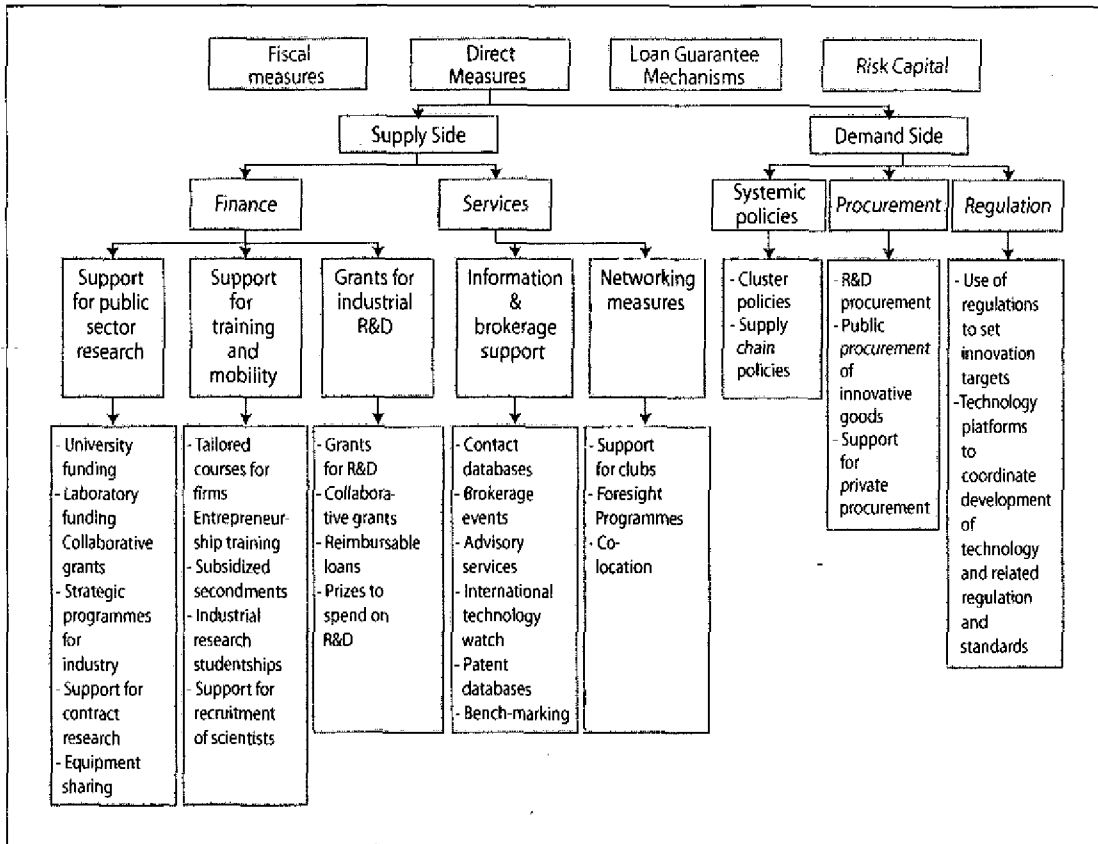 Fiscal
measures
Direct
Measures
Loan Guarantee
Mechanisms
Risk Capital
Supply Side
Demand Side
Finance
Services
Systemic
policies
Procurement
Regulation
Support
for public
sector
research
Support
for
training
and
mobility
Grants for
industrial
R&D
Information
&
brokerage
support
Networking
measures
- Cluster
policies
- Supply
chain
policies
- R&D
procurement
- Public
procurement
of
innovative
goods
- Support
for
private
procurement
- Use of
regulations
to set
innovation
targets
-Technology
platforms
to
coordinate
development
of
technology
and related
regulation
and
standards
- University
funding
- Laboratory
funding
Collaborative
grants
- Strategic
programmes
for
industry
- Support for
contract
research
- Equipment
sharing
- Tailored
courses for
firms
Entrepreneur-
ship training
- Subsidized
secondments
- Industrial
research
studentships
- Support for
recruitment
of scientists
- Grants
for R&D
- Collabora-
tive grants
- Reimbursable
loans
- Prizes to
spend on
R&D
- Contact
databases
- Brokerage
events
- Advisory
services
- International
technology
watch
- Patent
databases
- Bench-marking
- Support
for clubs
- Foresight
Programmes
- Co-
location